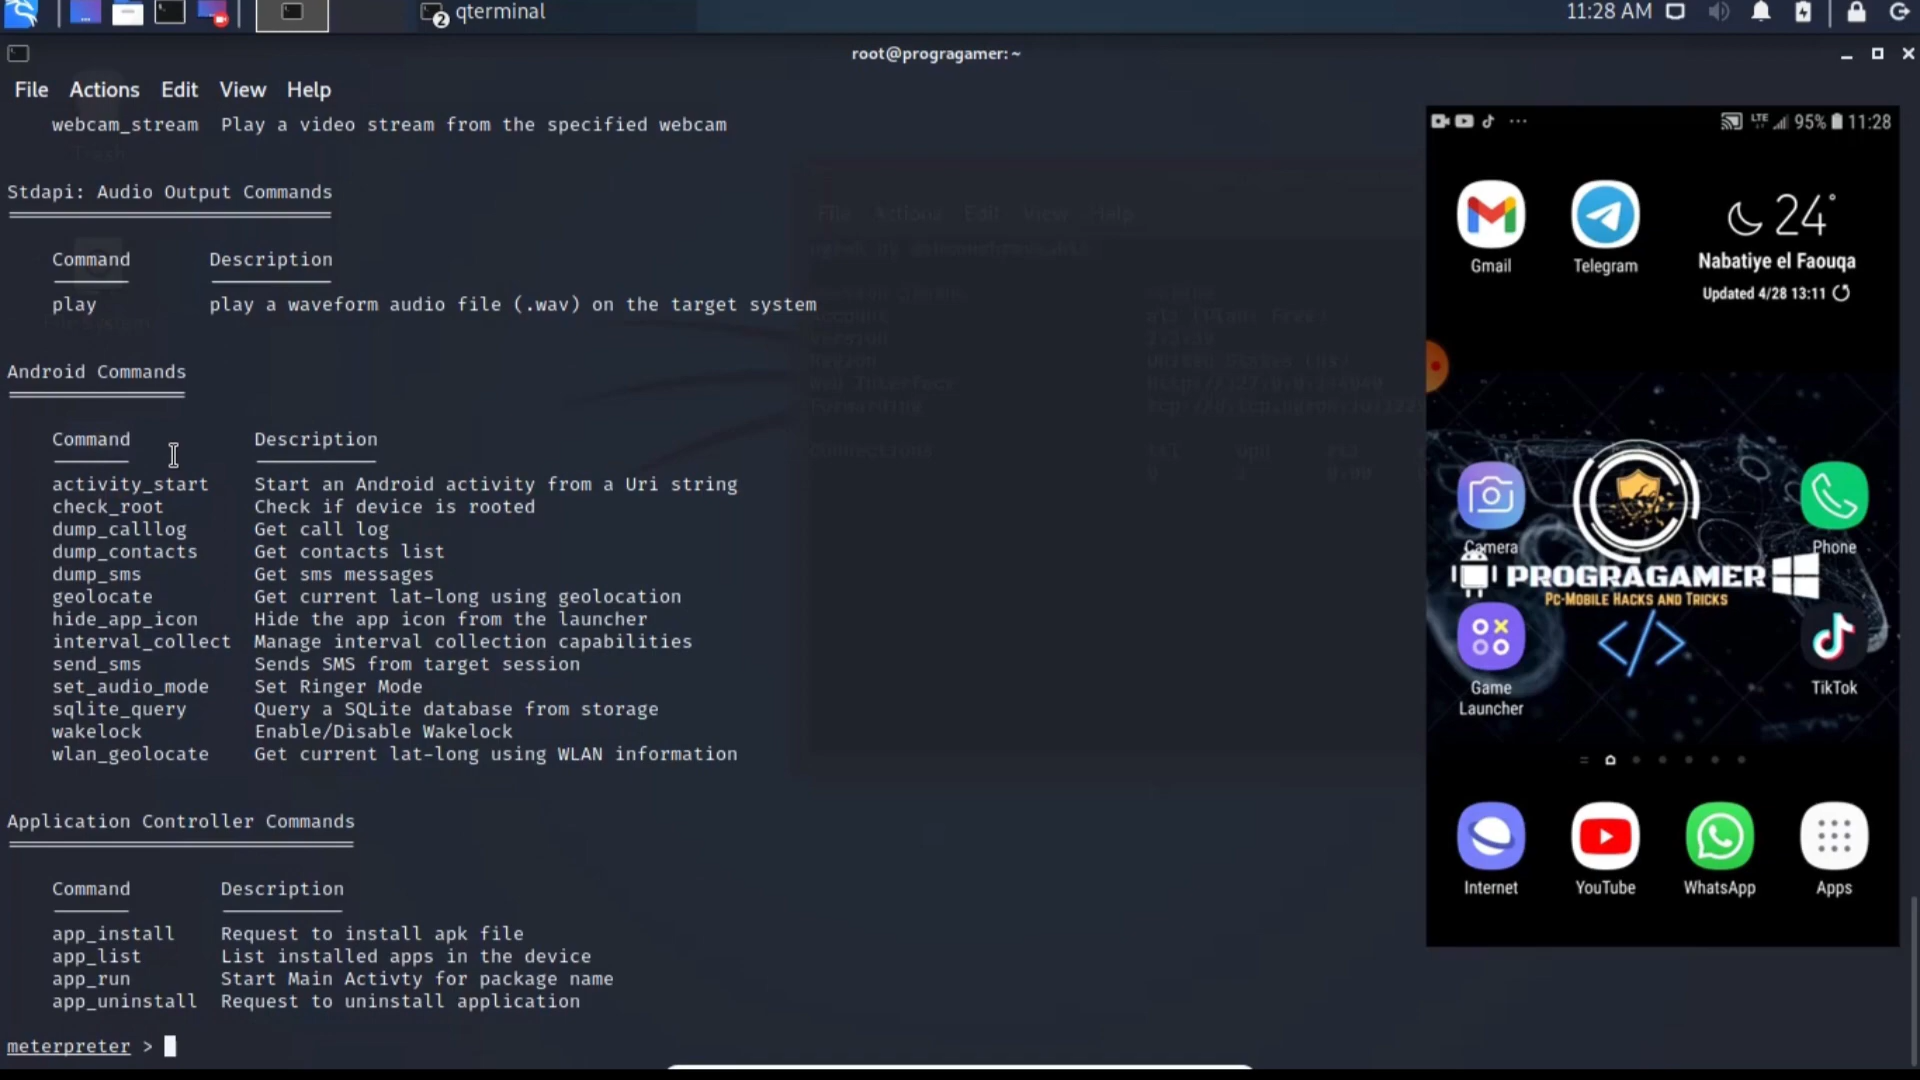 qterminal
2
11:28 AM
root@progragamer: ~
File Actions Edit View Help
webcam_stream Play a video stream from the specified webcam
Stdapi: Audio Output Commands
Command Description
play play a waveform audio file (.wav) on the target system
Android Commands
Command Description
activity_start Start an Android activity from a Uri string
check_root Check if device is rooted
dump_calllog Get call log
dump_contacts Get contacts list
dump_sms Get sms messages
geolocate Get current lat-long using geolocation
hide_app_icon Hide the app icon from the launcher
interval_collect Manage interval collection capabilities
send_sms Sends SMS from target session
set_audio_mode Set Ringer Mode
sqlite_query Query a SQLite database from storage
wakelock Enable/Disable Wakelock
wlan_geolocate Get current lat-long using WLAN information
Application Controller Commands
Command Description
app_install Request to install apk file
app_list List installed apps in the device
app_run Start Main Activty for package name
app_uninstall Request to uninstall application
meterpreter >
Trash
File Actions Edit View Help
LTE 95% 11:28
24°
Gmail Telegram
Nabatiye el Faouqa
Updated 4/28 13:11
Camera Phone
PROGRAGAMER
PC-MOBILE HACKS AND TRICKS
</>
Game
Launcher
TikTok
Internet YouTube WhatsApp Apps